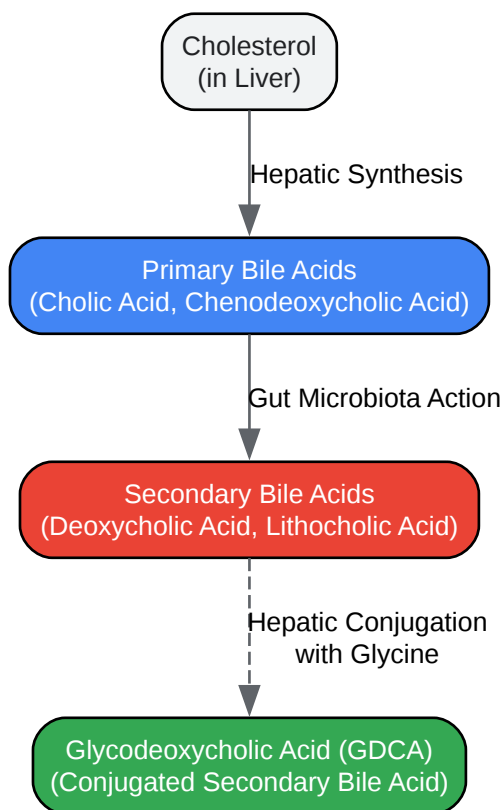 Cholesterol
(in Liver)
Hepatic Synthesis
Primary Bile Acids
(Cholic Acid, Chenodeoxycholic Acid)
Gut Microbiota Action
Secondary Bile Acids
(Deoxycholic Acid, Lithocholic Acid)
Hepatic Conjugation
with Glycine
Glycodeoxycholic Acid (GDCA)
(Conjugated Secondary Bile Acid)